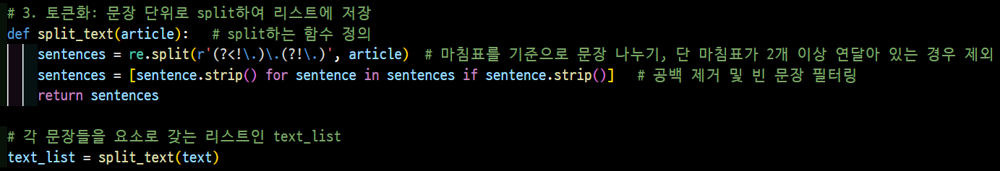 # 3. 토큰화: 문장 단위로 split하여 리스트에 저장
def split_text(article):   # split하는 함수 정의
    sentences = re.split(r'(?<!\.)\.(?!\.)', article)  # 마침표를 기준으로 문장 나누기, 단 마침표가 2개 이상 연달아 있는 경우 제외
    sentences = [sentence.strip() for sentence in sentences if sentence.strip()]   # 공백 제거 및 빈 문장 필터링
    return sentences

# 각 문장들을 요소로 갖는 리스트인 text_list
text_list = split_text(text)